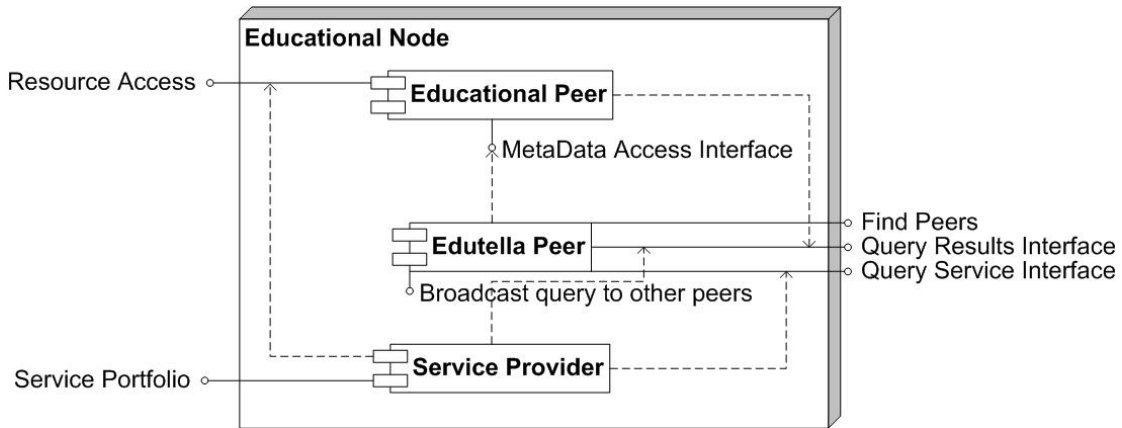 Educational Node
Resource Access
Educational Peer
MetaData Access Interface
Find Peers
Edutella Peer
Query Results Interface
Query Service Interface
Broadcast query to other peers
Service Provider
Service Portfolio